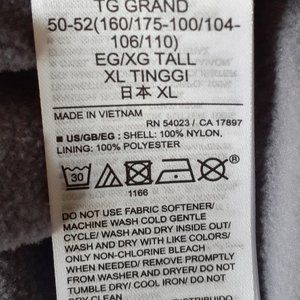 TG GRAND
50-52(160/175-100/104-
106/110)
EG/XG TALL
XL TINGGI
日本 XL
MADE IN VIETNAM
RN 54023 / CA 17897
■ US/GB/EG : SHELL: 100% NYLON,
LINING: 100% POLYESTER
30
®
1166
DO NOT USE FABRIC SOFTENER/
MACHINE WASH COLD GENTLE
CYCLE/ WASH AND DRY INSIDE OUT/
WASH AND DRY WITH LIKE COLORS/
ONLY NON-CHLORINE BLEACH
WHEN NEEDED/ REMOVE PROMPTLY
FROM WASHER AND DRYER/ DO NOT
TUMBLE DRY/ COOL IRON/ DO NOT
DRY CLEAN